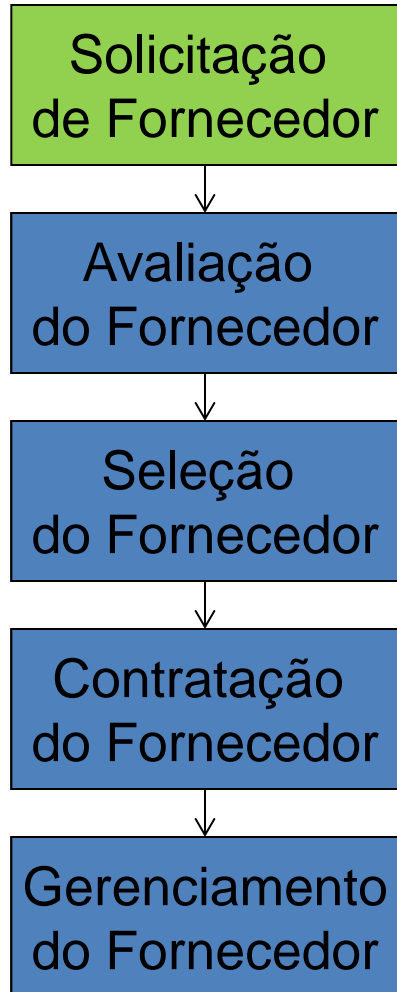 Solicitação
de Fornecedor
Avaliação
do Fornecedor
Seleção
do Fornecedor
Contratação
do Fornecedor
Gerenciamento
do Fornecedor